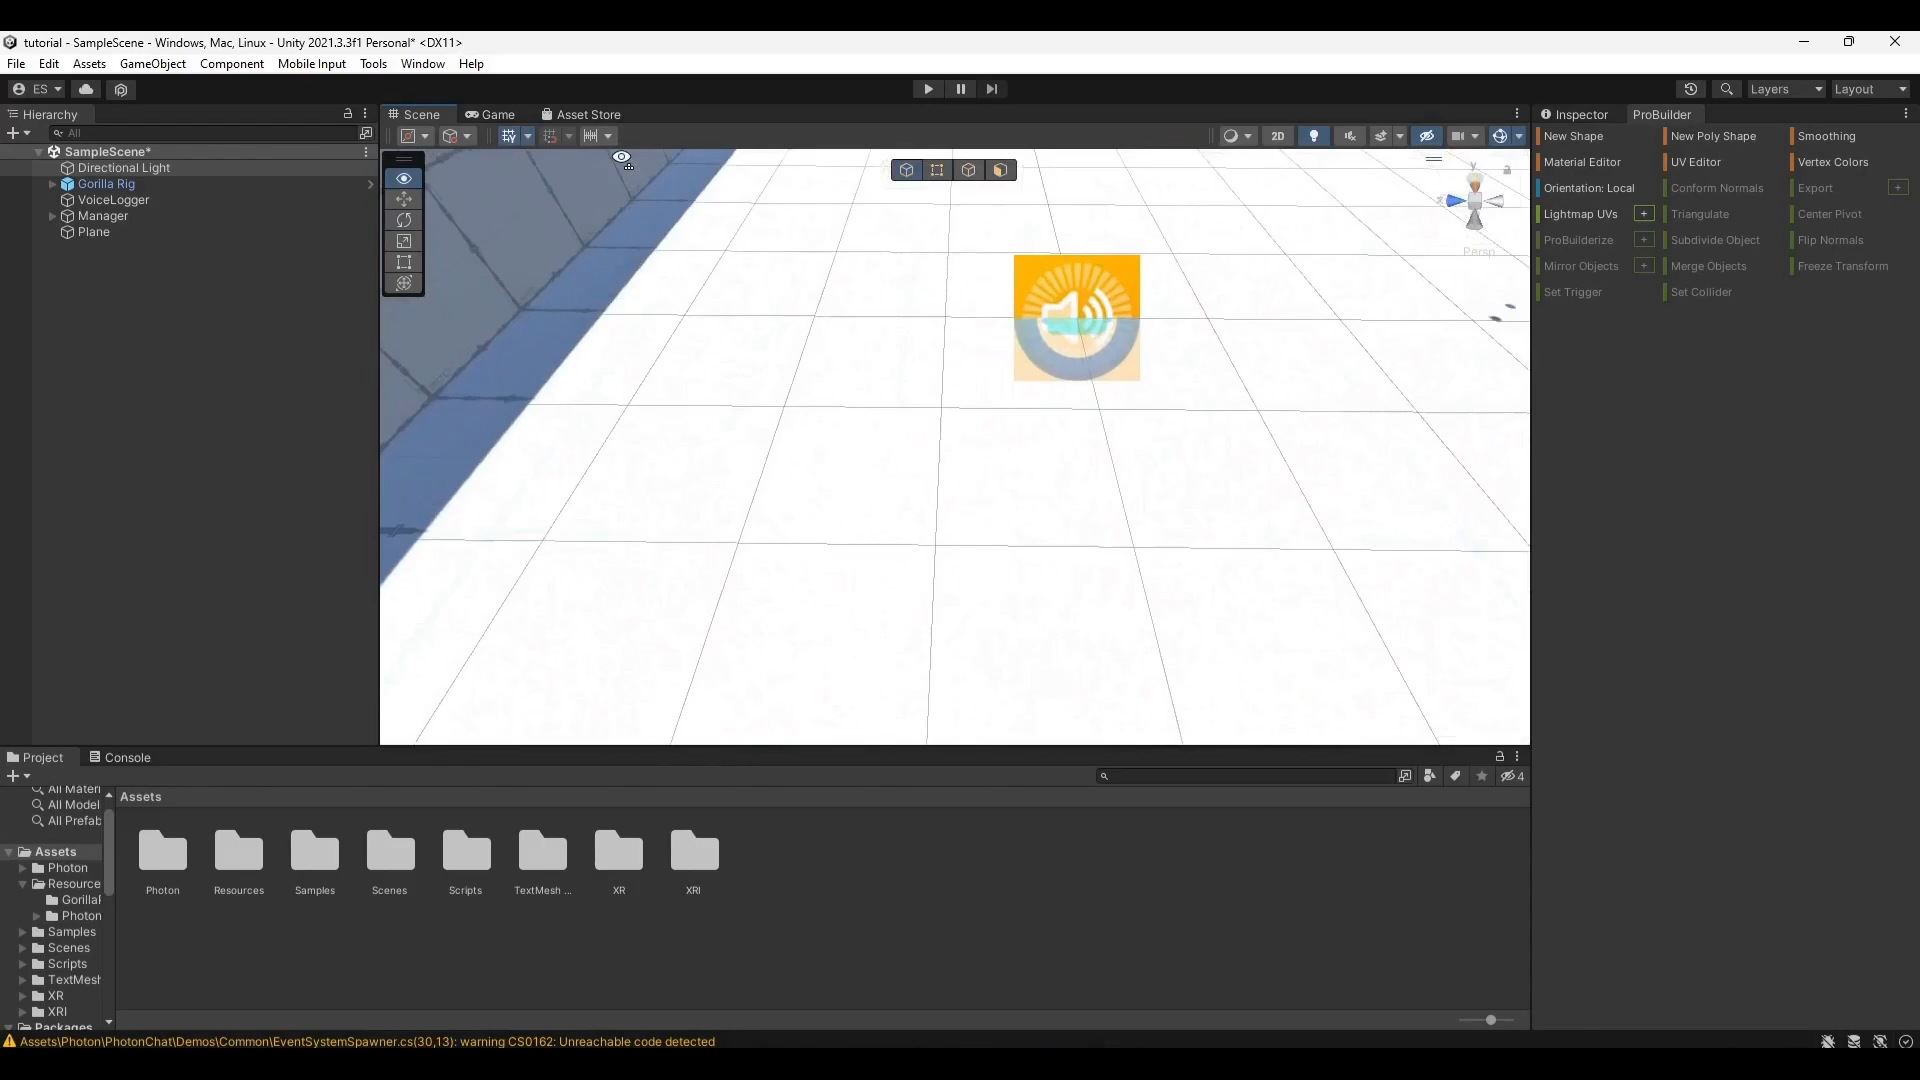 tutorial - SampleScene - Windows, Mac, Linux - Unity 2021.3.3f1 Personal* <DX11>
File Edit Assets GameObject Component Mobile Input Tools Window Help
ES Layers Layout
Hierarchy
All
SampleScene*
Directional Light
Gorilla Rig
VoiceLogger
Manager
Plane
Scene Game Asset Store
2D
y
Persp
Inspector ProBuilder
New Shape New Poly Shape Smoothing
Material Editor UV Editor Vertex Colors
Orientation: Local Conform Normals Export +
Lightmap UVs + Triangulate Center Pivot
ProBuilderize + Subdivide Object Flip Normals
Mirror Objects + Merge Objects Freeze Transform
Set Trigger Set Collider
Project Console
4
All Materi
All Model
All Prefab
Assets
Photon
Resource
Gorilla
Photon
Samples
Scenes
Scripts
TextMesh
XR
XRI
Packages
Assets
Photon Resources Samples Scenes Scripts TextMesh ... XR XRI
Assets\Photon\PhotonChat\Demos\Common\EventSystemSpawner.cs(30,13): warning CS0162: Unreachable code detected